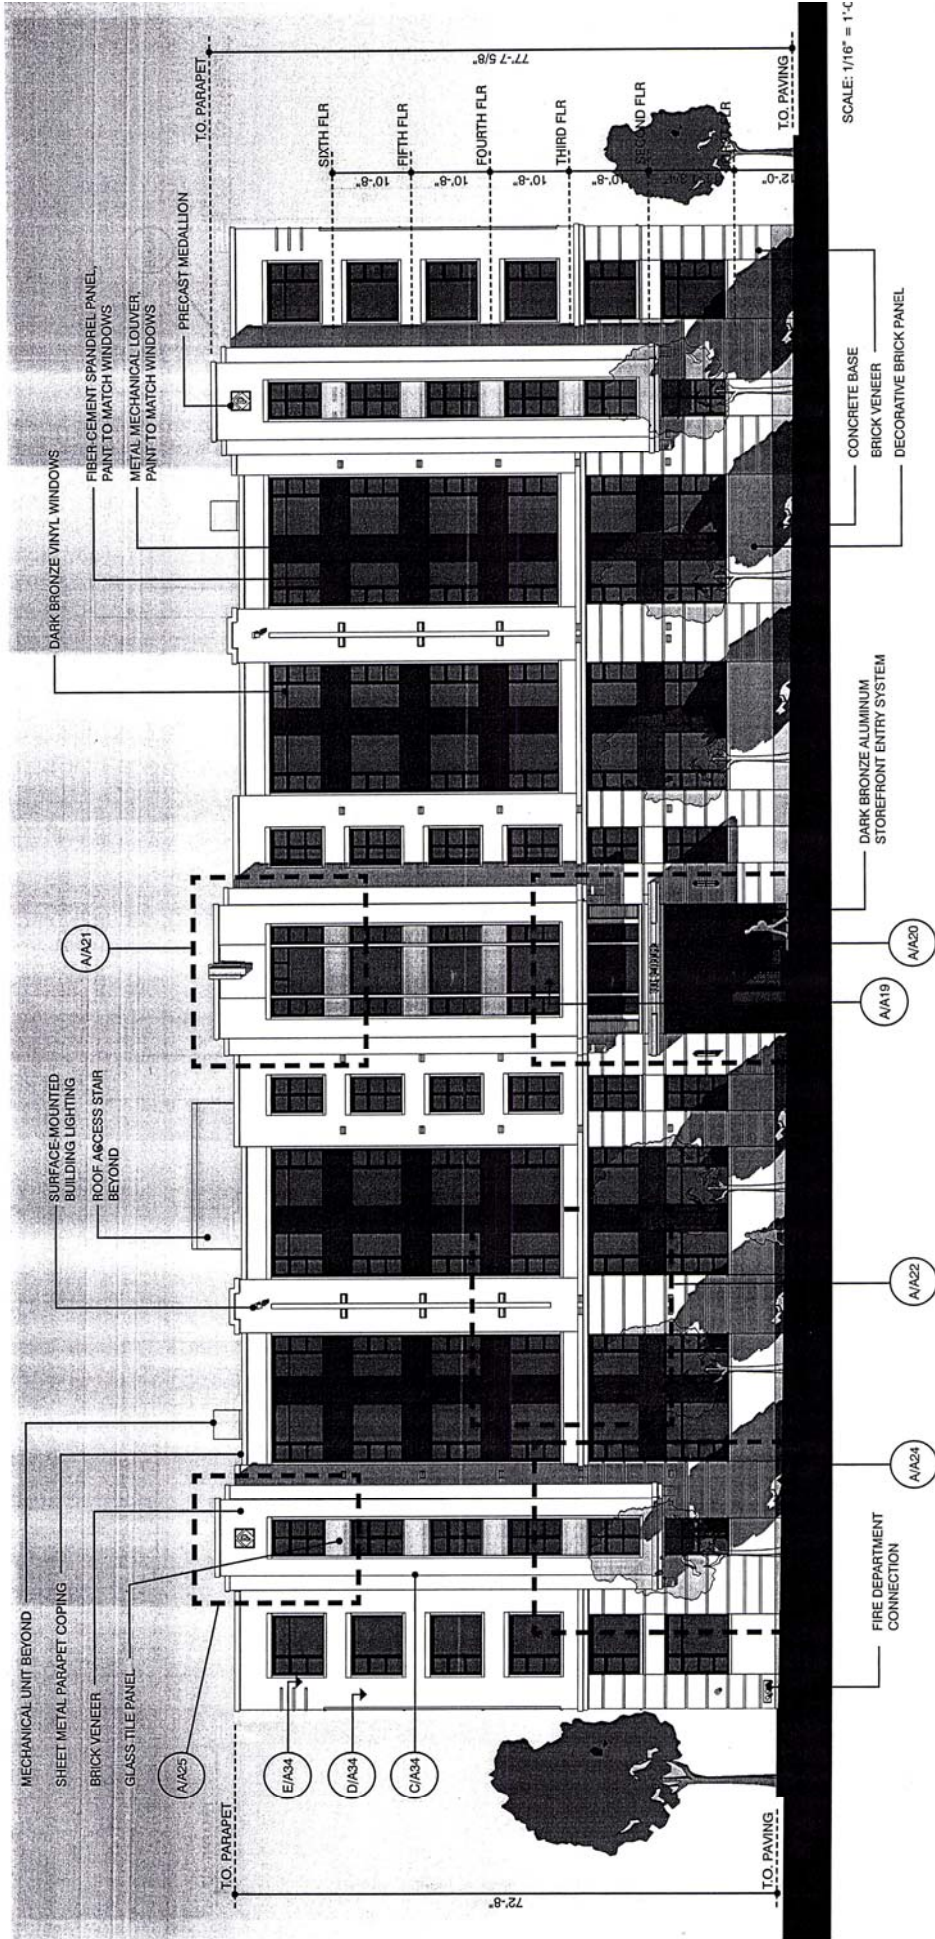 MECHANICAL UNIT BEYOND
SHEET METAL PARAPET COPING
BRICK VENEER
GLASS TILE PANEL
A/A25
E/A34
D/A34
C/A34
T.O. PARAPET
72'-8"
T.O. PAVING
SURFACE-MOUNTED
BUILDING LIGHTING
ROOF ACCESS STAIR
BEYOND
A/A21
DARK BRONZE VINYL WINDOWS
FIBER-CEMENT SPANDREL PANEL,
PAINT TO MATCH WINDOWS
METAL MECHANICAL LOUVER,
PAINT TO MATCH WINDOWS
PRECAST MEDALLION
T.O. PARAPET
77'-7 5/8"
SIXTH FLR
10'-8"
FIFTH FLR
10'-8"
FOURTH FLR
10'-8"
THIRD FLR
10'-8"
SECOND FLR
FLR
12'-0"
T.O. PAVING
SCALE: 1/16" = 1'-0
FIRE DEPARTMENT
CONNECTION
A/A24
A/A22
A/A19
A/A20
DARK BRONZE ALUMINUM
STOREFRONT ENTRY SYSTEM
CONCRETE BASE
BRICK VENEER
DECORATIVE BRICK PANEL